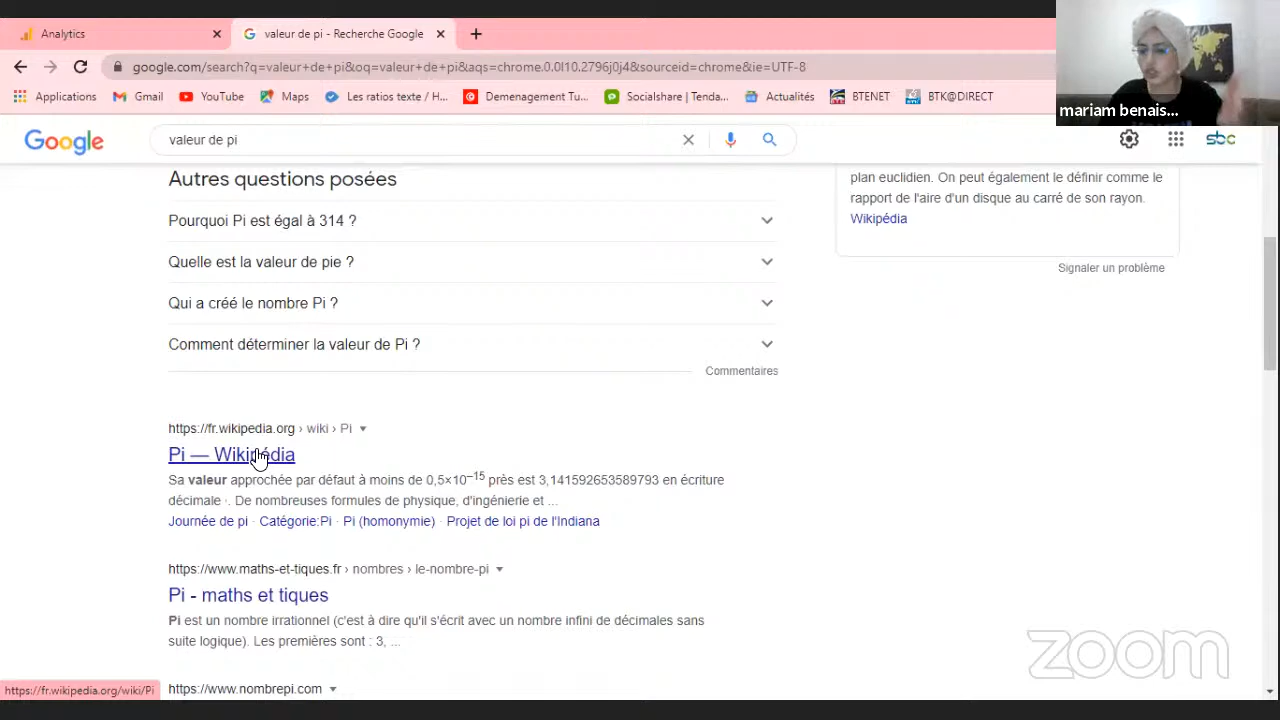 Analytics
valeur de pi - Recherche Google
google.com/search?q=valeur+de+pi&oq=valeur+de+pi&aqs=chrome.0.0l10.2796j0j4&sourceid=chrome&ie=UTF-8
Applications
Gmail
YouTube
Maps
Les ratios texte / H...
Demenagement Tu...
Socialshare | Tenda...
Actualités
BTENET
BTK@DIRECT
mariam benais...
Google
valeur de pi
sbc
Autres questions posées
Pourquoi Pi est égal à 314 ?
Quelle est la valeur de pie ?
Qui a créé le nombre Pi ?
Comment déterminer la valeur de Pi ?
Commentaires
plan euclidien. On peut également le définir comme le
rapport de l'aire d'un disque au carré de son rayon.
Wikipédia
Signaler un problème
https://fr.wikipedia.org › wiki › Pi
Pi — Wikipédia
Sa valeur approchée par défaut à moins de 0,5×10⁻¹⁵ près est 3,141592653589793 en écriture
décimale ·. De nombreuses formules de physique, d'ingénierie et ...
Journée de pi · Catégorie:Pi · Pi (homonymie) · Projet de loi pi de l'Indiana
https://www.maths-et-tiques.fr › nombres › le-nombre-pi
Pi - maths et tiques
Pi est un nombre irrationnel (c'est à dire qu'il s'écrit avec un nombre infini de décimales sans
suite logique). Les premières sont : 3, ...
https://www.nombrepi.com
https://fr.wikipedia.org/wiki/Pi
zoom